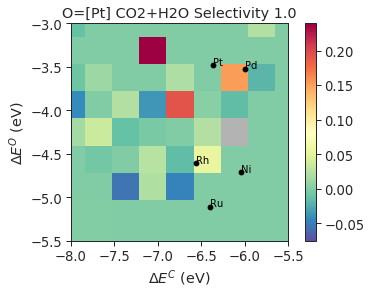 O=[Pt] CO2+H2O Selectivity 1.0
−3.0
−3.5
−4.0
−4.5
−5.0
−5.5
ΔE^O (eV)
Pt
Pd
Rh
Ni
Ru
−8.0 −7.5 −7.0 −6.5 −6.0 −5.5
ΔE^C (eV)
0.20
0.15
0.10
0.05
0.00
−0.05